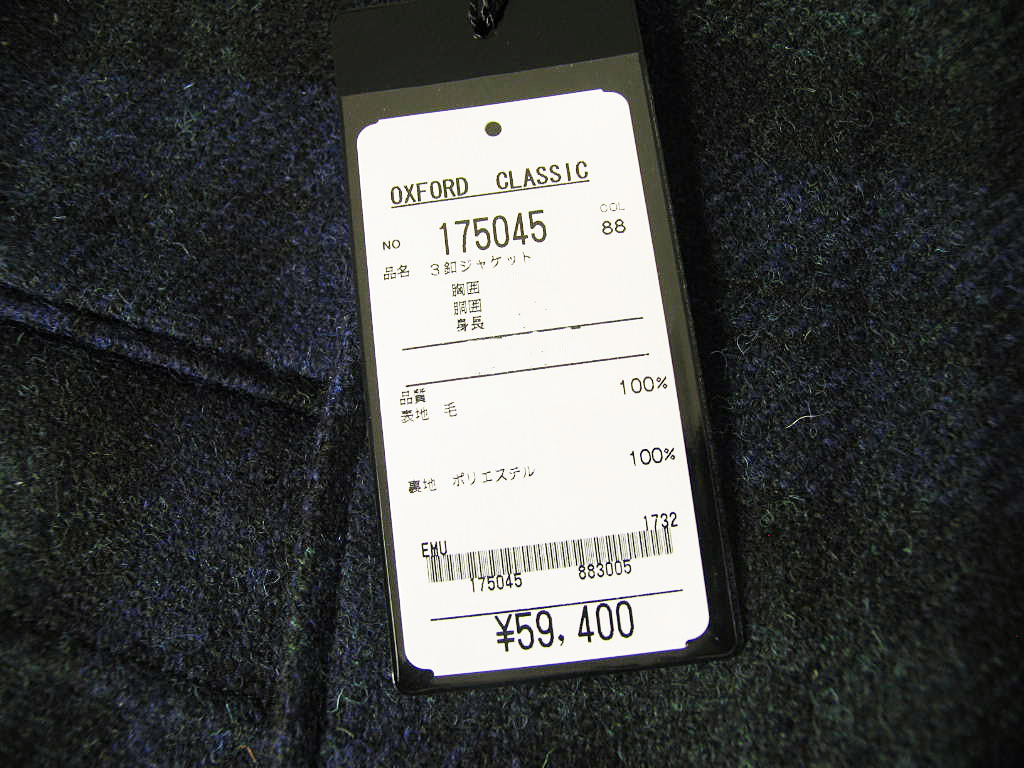 OXFORD CLASSIC
COL
NO 175045 88
品名 3釦ジャケット
胸囲
胴囲
身長
品質
表地 毛 100%
裏地 ポリエステル 100%
EMU 1732
175045 883005
¥59,400